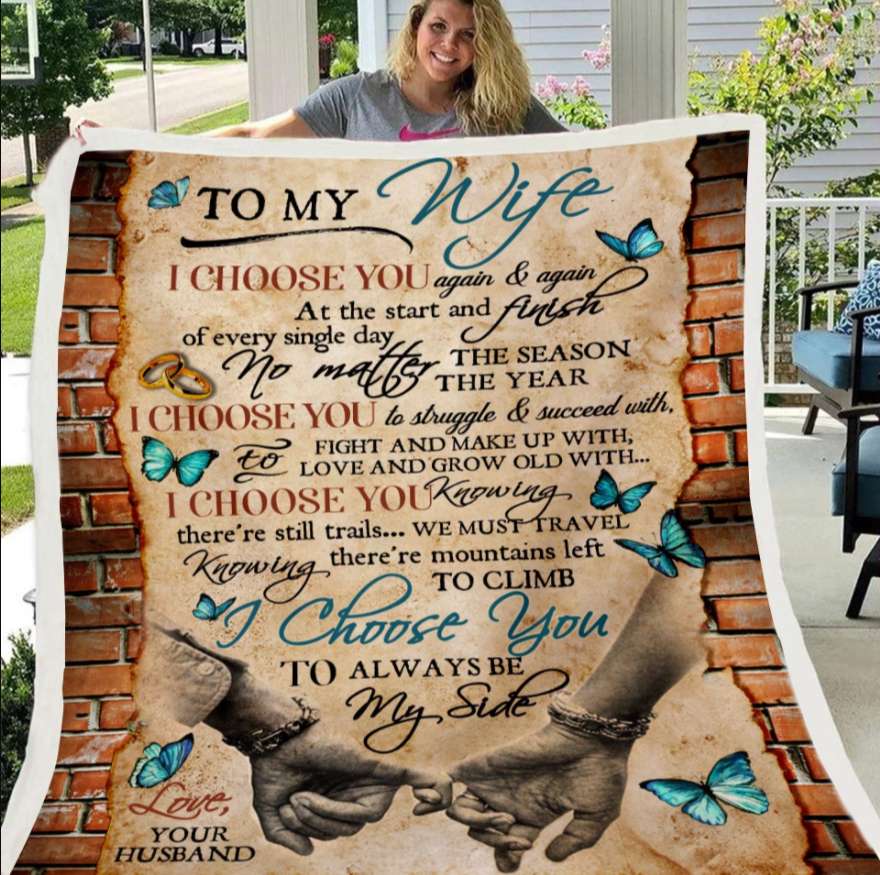 TO MY Wife
I CHOOSE YOU again & again
At the start and finish
of every single day
No matter THE SEASON
THE YEAR
I CHOOSE YOU to struggle & succeed with,
to FIGHT AND MAKE UP WITH,
LOVE AND GROW OLD WITH...
I CHOOSE YOU Knowing
there're still trails... WE MUST TRAVEL
Knowing there're mountains left
TO CLIMB
I Choose You
TO ALWAYS BE
My Side
Love,
YOUR
HUSBAND